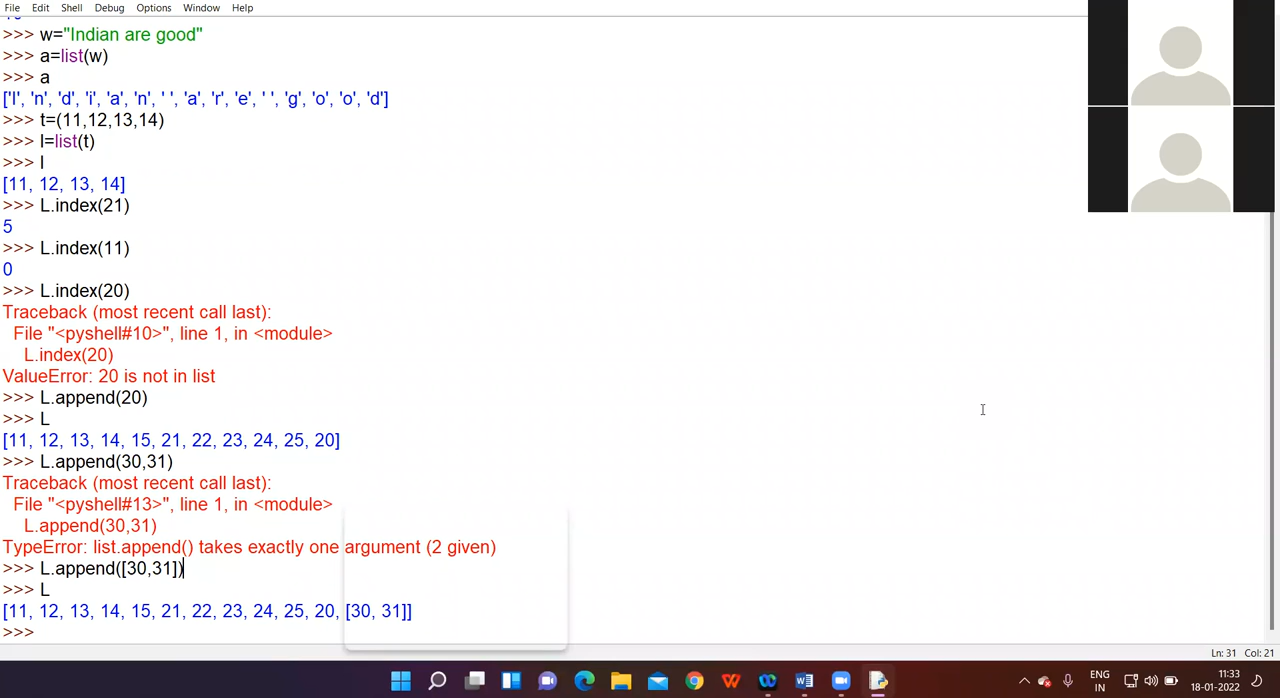 File Edit Shell Debug Options Window Help
>>> w="Indian are good"
>>> a=list(w)
>>> a
['I', 'n', 'd', 'i', 'a', 'n', ' ', 'a', 'r', 'e', ' ', 'g', 'o', 'o', 'd']
>>> t=(11,12,13,14)
>>> l=list(t)
>>> l
[11, 12, 13, 14]
>>> L.index(21)
5
>>> L.index(11)
0
>>> L.index(20)
Traceback (most recent call last):
  File "<pyshell#10>", line 1, in <module>
    L.index(20)
ValueError: 20 is not in list
>>> L.append(20)
>>> L
[11, 12, 13, 14, 15, 21, 22, 23, 24, 25, 20]
>>> L.append(30,31)
Traceback (most recent call last):
  File "<pyshell#13>", line 1, in <module>
    L.append(30,31)
TypeError: list.append() takes exactly one argument (2 given)
>>> L.append([30,31])
>>> L
[11, 12, 13, 14, 15, 21, 22, 23, 24, 25, 20, [30, 31]]
>>>
Ln: 31 Col: 21
ENG 11:33
IN 18-01-2022